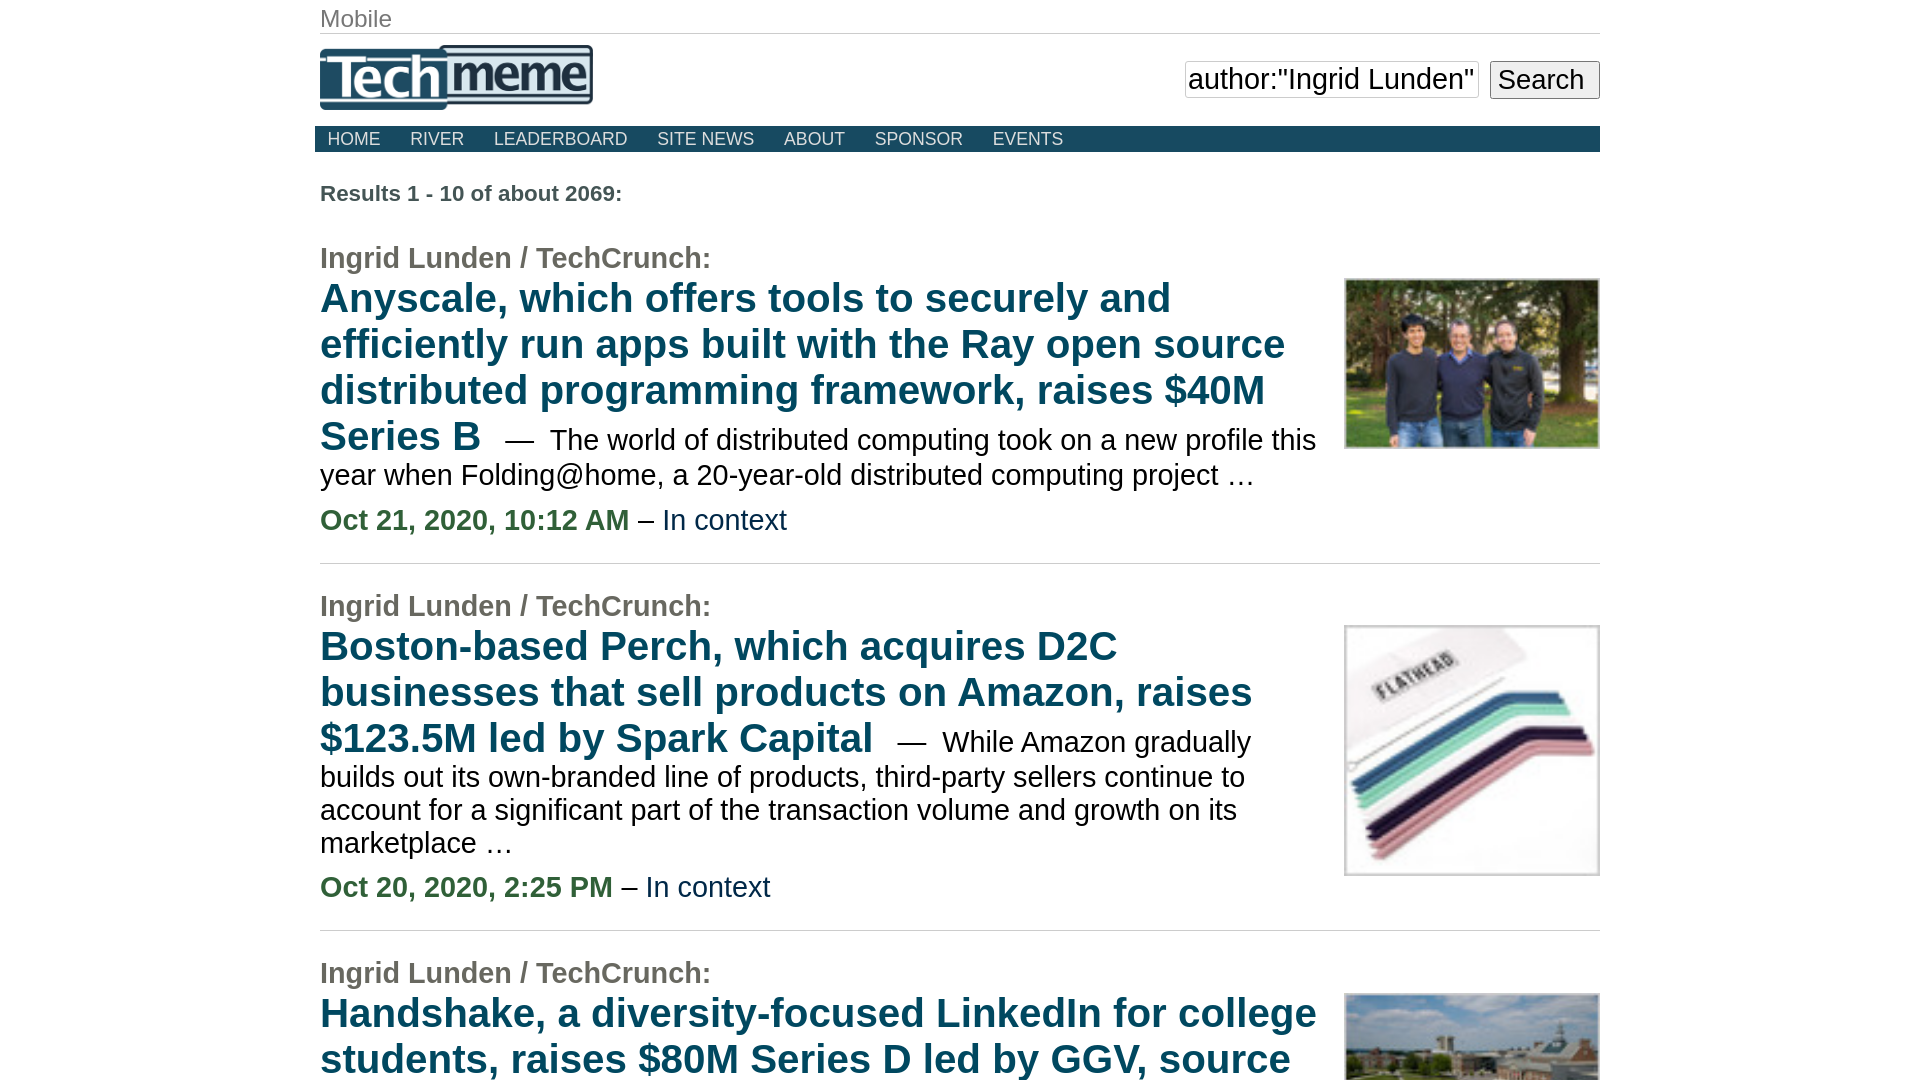 Mobile
Techmeme
author:"Ingrid Lunden"
Search
HOME RIVER LEADERBOARD SITE NEWS ABOUT SPONSOR EVENTS
Results 1 - 10 of about 2069:
Ingrid Lunden / TechCrunch:
Anyscale, which offers tools to securely and
efficiently run apps built with the Ray open source
distributed programming framework, raises $40M
Series B — The world of distributed computing took on a new profile this
year when Folding@home, a 20-year-old distributed computing project …
Oct 21, 2020, 10:12 AM – In context
Ingrid Lunden / TechCrunch:
Boston-based Perch, which acquires D2C
businesses that sell products on Amazon, raises
$123.5M led by Spark Capital — While Amazon gradually
builds out its own-branded line of products, third-party sellers continue to
account for a significant part of the transaction volume and growth on its
marketplace …
FLATHEAD
Oct 20, 2020, 2:25 PM – In context
Ingrid Lunden / TechCrunch:
Handshake, a diversity-focused LinkedIn for college
students, raises $80M Series D led by GGV, source